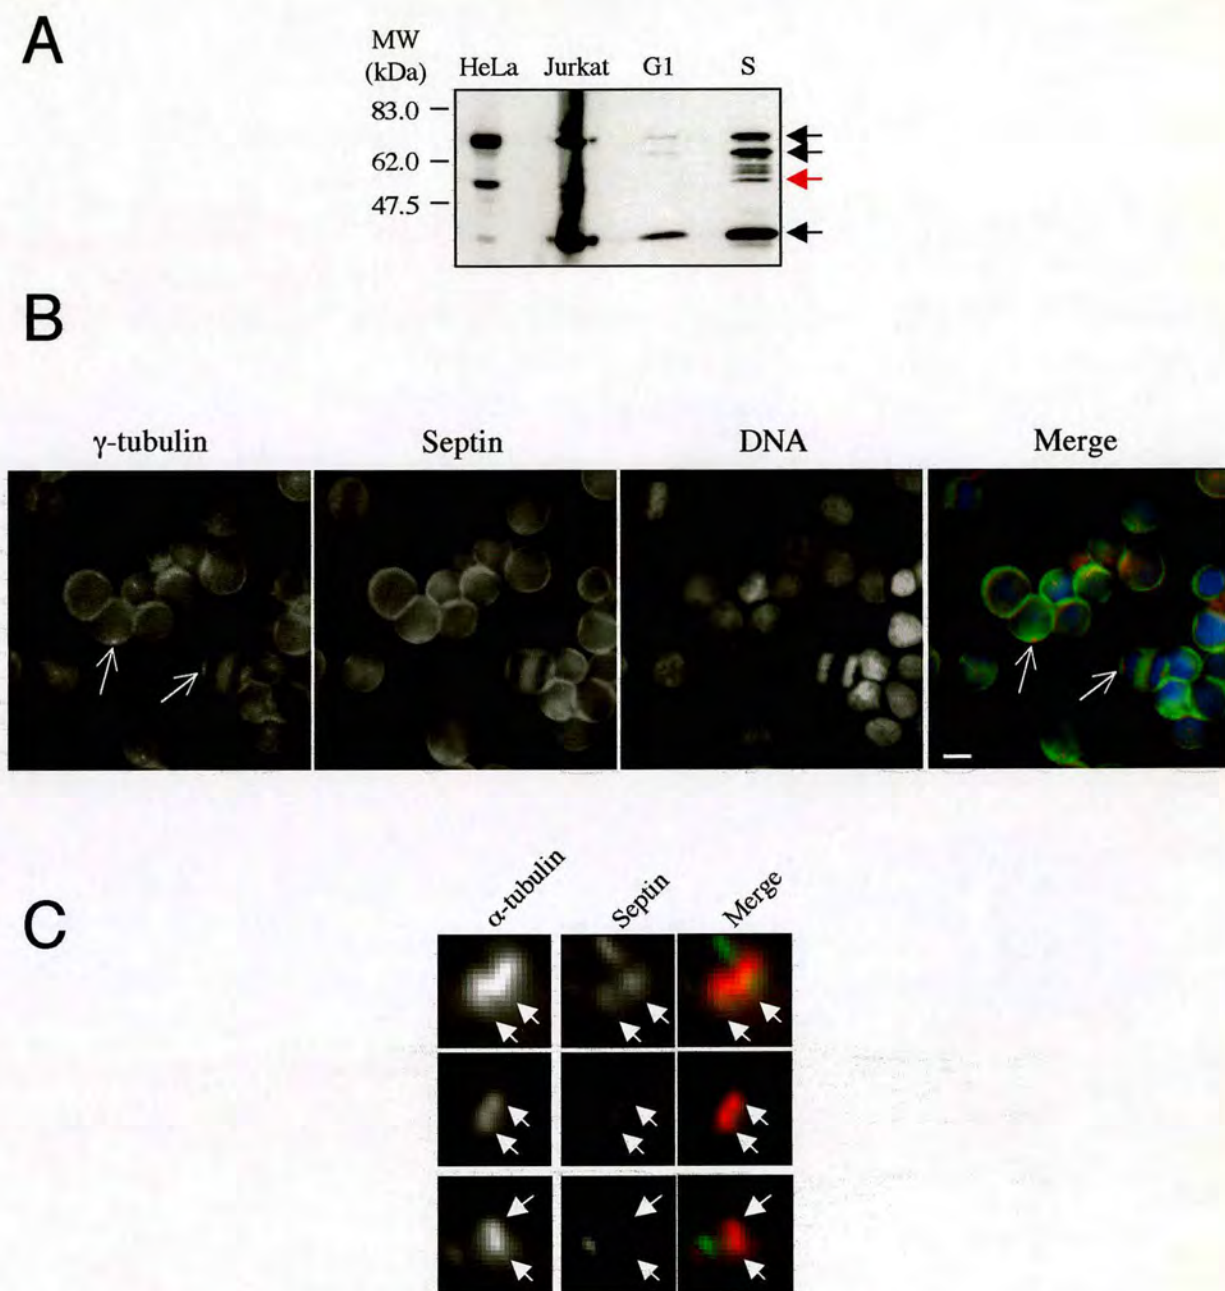 A
MW
(kDa) HeLa Jurkat G1 S
83.0
62.0
47.5
B
γ-tubulin Septin DNA Merge
C
α-tubulin Septin Merge